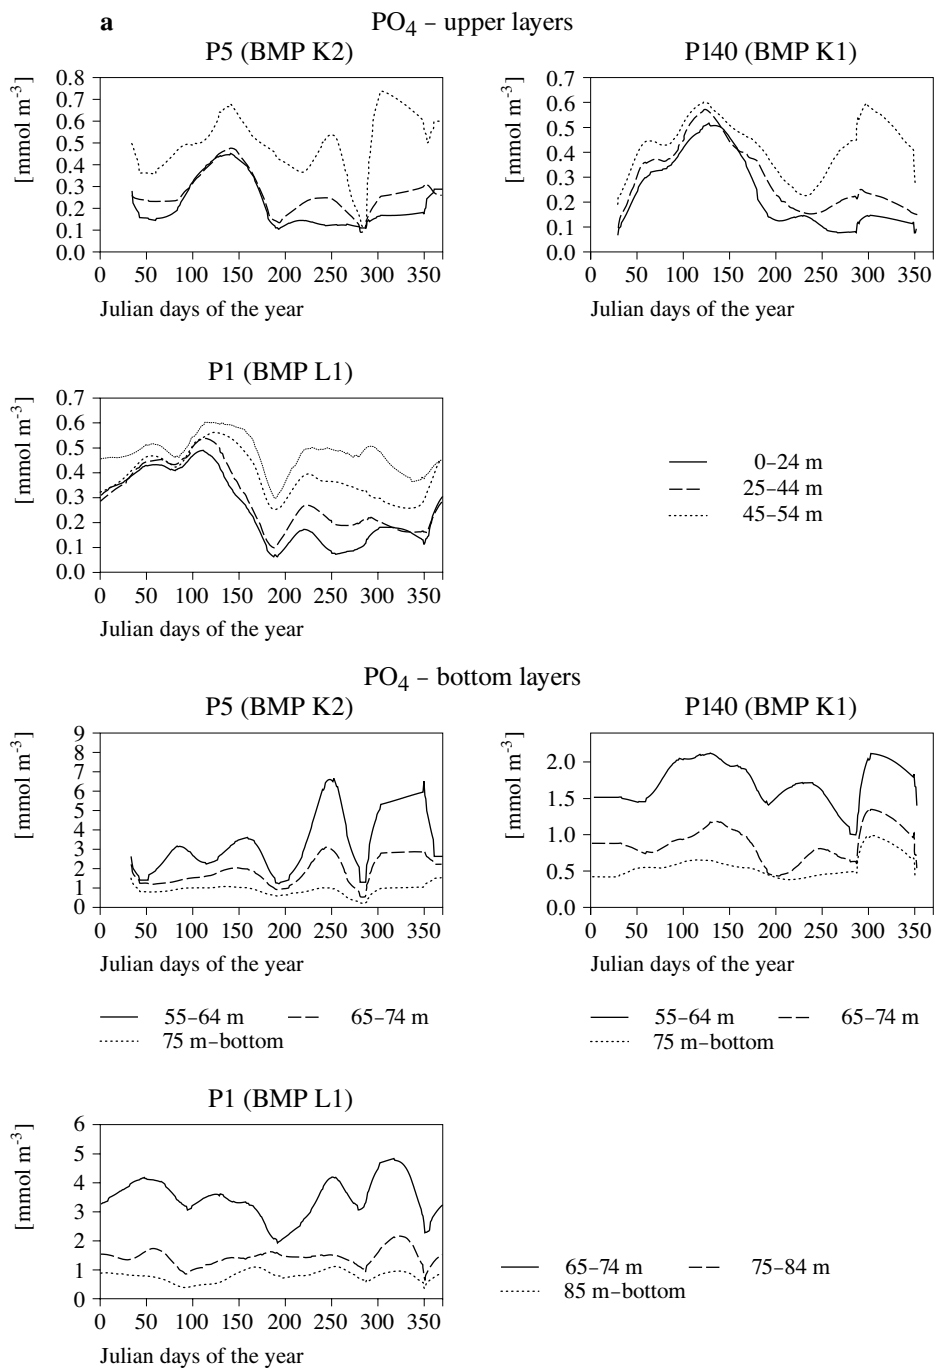 a
PO4 – upper layers
P5 (BMP K2)
[mmol m-3]
0.8
0.7
0.6
0.5
0.4
0.3
0.2
0.1
0.0
0 50 100 150 200 250 300 350
Julian days of the year
P140 (BMP K1)
[mmol m-3]
0.7
0.6
0.5
0.4
0.3
0.2
0.1
0.0
0 50 100 150 200 250 300 350
Julian days of the year
P1 (BMP L1)
[mmol m-3]
0.7
0.6
0.5
0.4
0.3
0.2
0.1
0.0
0 50 100 150 200 250 300 350
Julian days of the year
0–24 m
25–44 m
45–54 m
PO4 – bottom layers
P5 (BMP K2)
[mmol m-3]
9
8
7
6
5
4
3
2
1
0
0 50 100 150 200 250 300 350
Julian days of the year
55–64 m 65–74 m
75 m–bottom
P140 (BMP K1)
[mmol m-3]
2.0
1.5
1.0
0.5
0.0
0 50 100 150 200 250 300 350
Julian days of the year
55–64 m 65–74 m
75 m–bottom
P1 (BMP L1)
[mmol m-3]
6
5
4
3
2
1
0
0 50 100 150 200 250 300 350
Julian days of the year
65–74 m 75–84 m
85 m–bottom